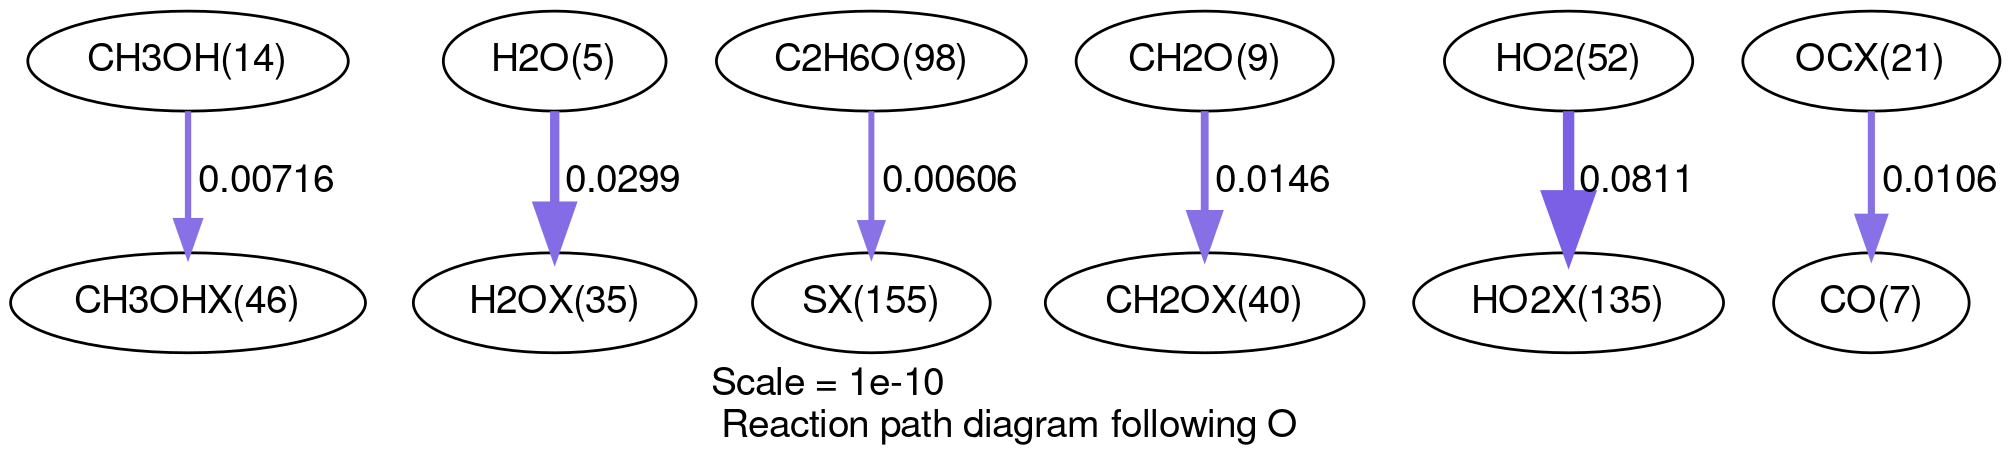 CH3OH(14)
H2O(5)
C2H6O(98)
CH2O(9)
HO2(52)
OCX(21)
0.00716
0.0299
0.00606
0.0146
0.0811
0.0106
CH3OHX(46)
H2OX(35)
SX(155)
CH2OX(40)
HO2X(135)
CO(7)
Scale = 1e-10
Reaction path diagram following O